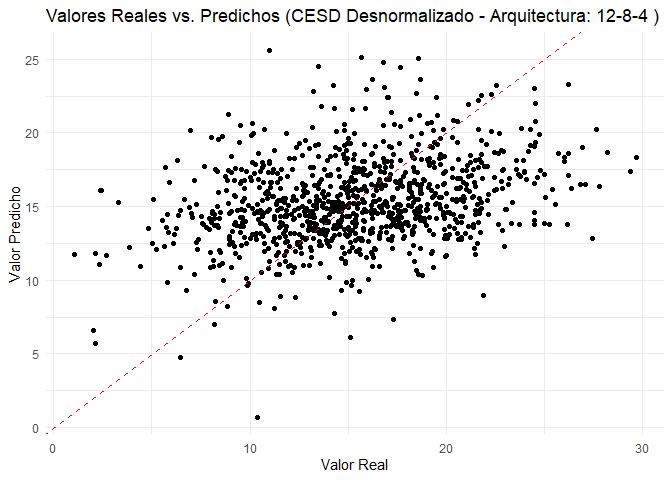 Valores Reales vs. Predichos (CESD Desnormalizado - Arquitectura: 12-8-4 )
25
20
15
10
5
0
Valor Predicho
0 10 20 30
Valor Real